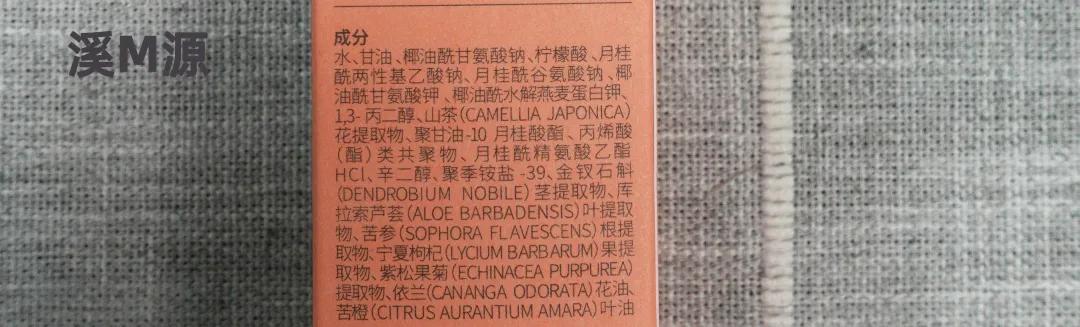 溪M源
成分
水、甘油、椰油酰甘氨酸钠、柠檬酸、月桂
酰两性基乙酸钠、月桂酰谷氨酸钠、椰
油酰甘氨酸钾、椰油酰水解燕麦蛋白钾、
1,3-丙二醇、山茶(CAMELLIA JAPONICA)
花提取物、聚甘油-10 月桂酸酯、丙烯酸
(酯)类共聚物、月桂酰精氨酸乙酯
HCl、辛二醇、聚季铵盐-39、金钗石斛
(DENDROBIUM NOBILE)茎提取物、库
拉索芦荟(ALOE BARBADENSIS)叶提取
物、苦参(SOPHORA FLAVESCENS)根提
取物、宁夏枸杞(LYCIUM BARBARUM)果提
取物、紫松果菊(ECHINACEA PURPUREA)
提取物、依兰(CANANGA ODORATA)花油、
苦橙(CITRUS AURANTIUM AMARA)叶油